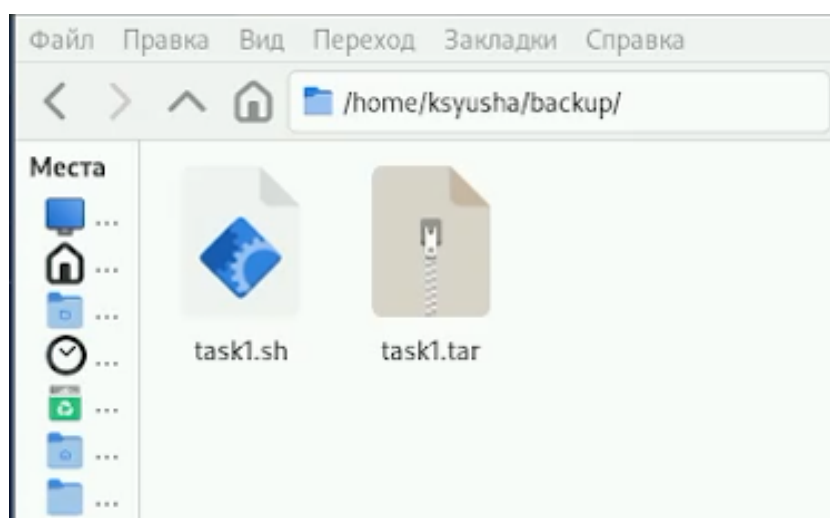 Файл Правка Вид Переход Закладки Справка
/home/ksyusha/backup/
Места
...
...
...
...
...
...
...
task1.sh
task1.tar